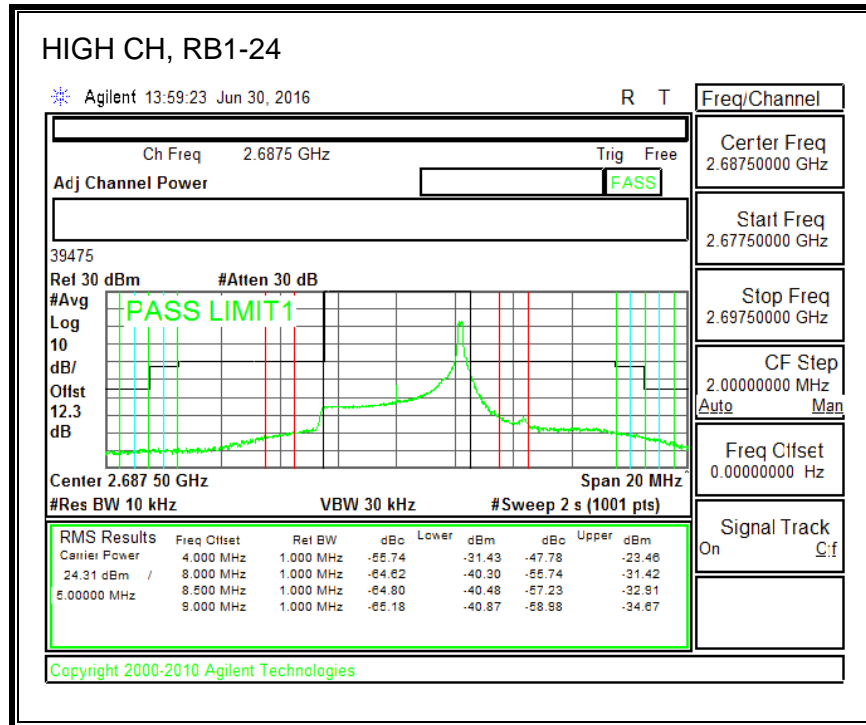 HIGH CH, RB1-24
Agilent 13:59:23 Jun 30, 2016 R T
Freq/Channel
Ch Freq 2.6875 GHz Trig Free
Adj Channel Power PASS
Center Freq
2.68750000 GHz
Start Freq
2.67750000 GHz
39475
Ref 30 dBm #Atten 30 dB
#Avg
Log
10
dB/
Offst
12.3
dB
PASS LIMIT1
Stop Freq
2.69750000 GHz
CF Step
2.00000000 MHz
Auto Man
Freq Offset
0.00000000 Hz
Center 2.687 50 GHz Span 20 MHz
#Res BW 10 kHz VBW 30 kHz #Sweep 2 s (1001 pts)
Signal Track
On Off
RMS Results Freq Offset Ref BW dBc Lower dBm dBc Upper dBm
Carrier Power 4.000 MHz 1.000 MHz -55.74 -31.43 -47.78 -23.46
24.31 dBm / 8.000 MHz 1.000 MHz -64.62 -40.30 -55.74 -31.42
5.00000 MHz 8.500 MHz 1.000 MHz -64.80 -40.48 -57.23 -32.91
9.000 MHz 1.000 MHz -65.18 -40.87 -58.98 -34.67
Copyright 2000-2010 Agilent Technologies